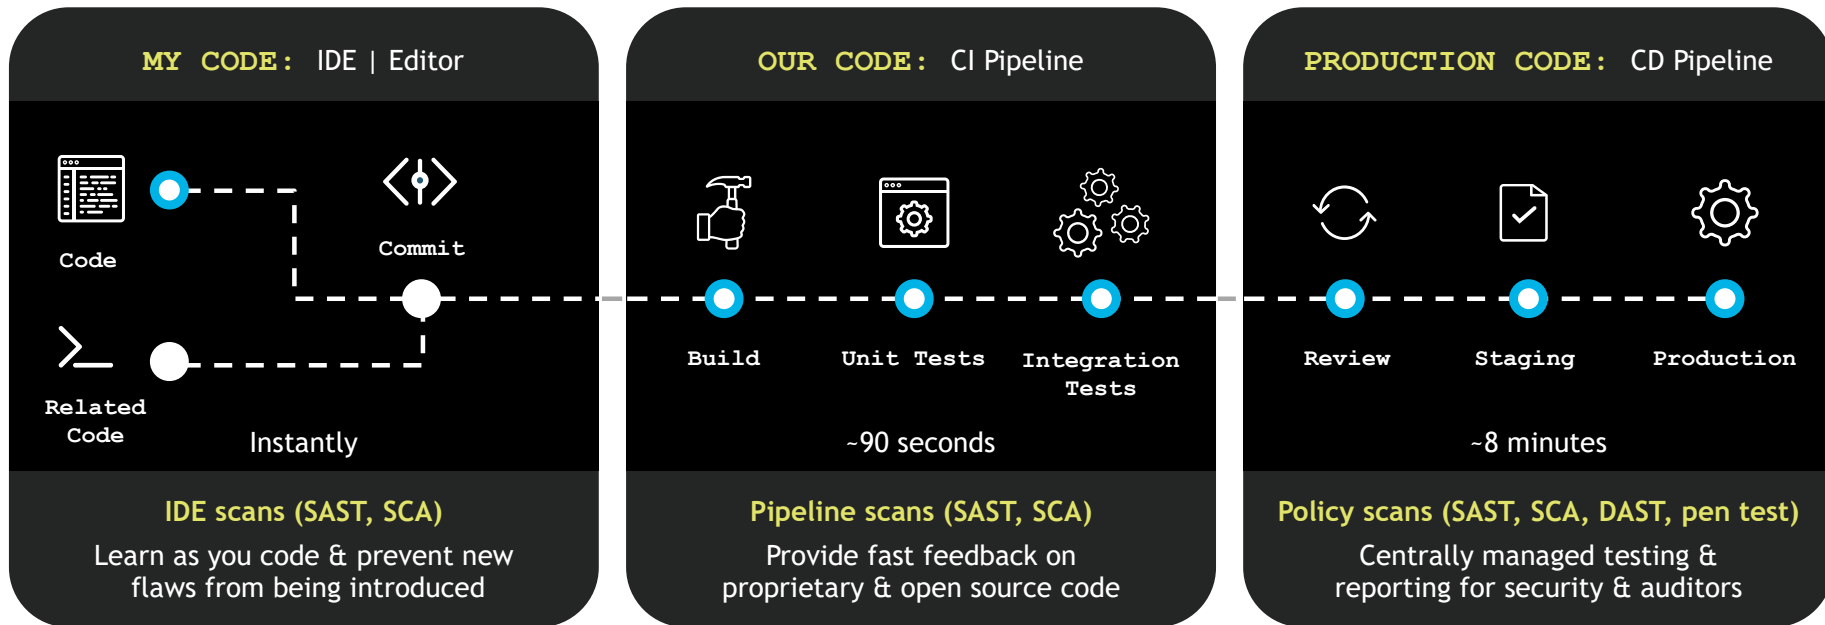 MY CODE: IDE | Editor
Code
Commit
Related
Code
Instantly
IDE scans (SAST, SCA)
Learn as you code & prevent new
flaws from being introduced
OUR CODE: CI Pipeline
Build
Unit Tests
Integration
Tests
~90 seconds
Pipeline scans (SAST, SCA)
Provide fast feedback on
proprietary & open source code
PRODUCTION CODE: CD Pipeline
Review
Staging
Production
~8 minutes
Policy scans (SAST, SCA, DAST, pen test)
Centrally managed testing &
reporting for security & auditors